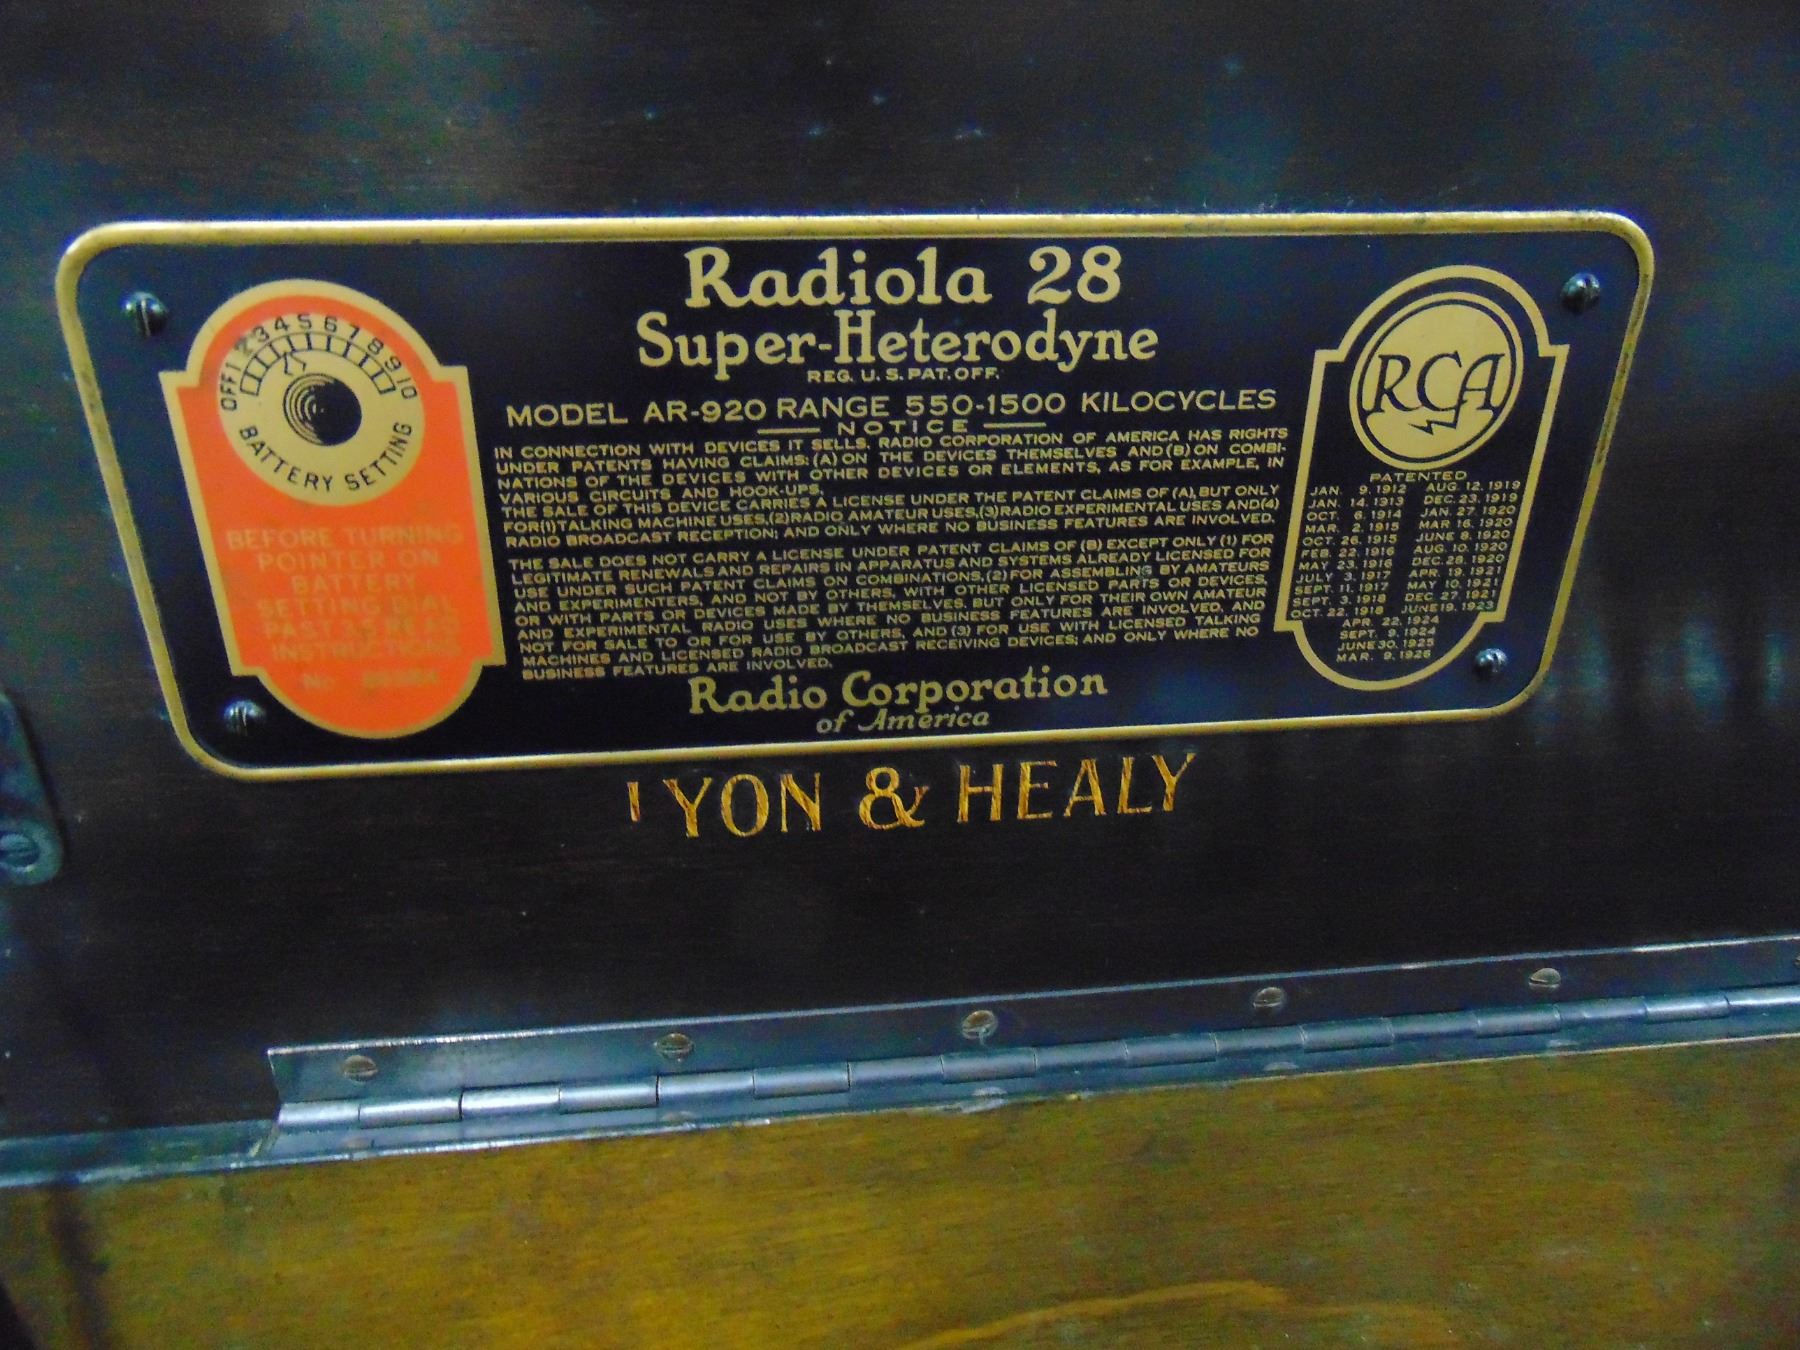 Radiola 28
Super-Heterodyne
REG. U. S. PAT. OFF.
MODEL AR-920 RANGE 550-1500 KILOCYCLES
NOTICE
IN CONNECTION WITH DEVICES IT SELLS, RADIO CORPORATION OF AMERICA HAS RIGHTS
UNDER PATENTS HAVING CLAIMS: (A) ON THE DEVICES THEMSELVES AND (B) ON COMBI-
NATIONS OF THE DEVICES WITH OTHER DEVICES OR ELEMENTS, AS FOR EXAMPLE, IN
VARIOUS CIRCUITS AND HOOK-UPS.
THE SALE OF THIS DEVICE CARRIES A LICENSE UNDER THE PATENT CLAIMS OF (A), BUT ONLY
FOR (1) TALKING MACHINE USES, (2) RADIO AMATEUR USES, (3) RADIO EXPERIMENTAL USES AND (4)
RADIO BROADCAST RECEPTION; AND ONLY WHERE NO BUSINESS FEATURES ARE INVOLVED.
THE SALE DOES NOT CARRY A LICENSE UNDER PATENT CLAIMS OF (B) EXCEPT ONLY (1) FOR
LEGITIMATE RENEWALS AND REPAIRS IN APPARATUS AND SYSTEMS ALREADY LICENSED FOR
USE UNDER SUCH PATENT CLAIMS ON COMBINATIONS, (2) FOR ASSEMBLING BY AMATEURS
AND EXPERIMENTERS, AND NOT BY OTHERS, WITH OTHER LICENSED PARTS OR DEVICES,
OR WITH PARTS OR DEVICES MADE BY THEMSELVES, BUT ONLY FOR THEIR OWN AMATEUR
AND EXPERIMENTAL RADIO USES WHERE NO BUSINESS FEATURES ARE INVOLVED, AND
NOT FOR SALE TO OR FOR USE BY OTHERS, AND (3) FOR USE WITH LICENSED TALKING
MACHINES AND LICENSED RADIO BROADCAST RECEIVING DEVICES; AND ONLY WHERE NO
BUSINESS FEATURES ARE INVOLVED.
Radio Corporation
of America
OFF 1 2 3 4 5 6 7 8 9 10
BATTERY SETTING
BEFORE TURNING
POINTER ON
BATTERY
SETTING DIAL
PAST READ
INSTRUCTIONS
No
RCA
PATENTED
JAN. 9, 1912 AUG. 12, 1919
JAN. 14, 1913 DEC. 23, 1919
OCT. 6, 1914 JAN. 27, 1920
MAR. 2, 1915 MAR 16, 1920
OCT. 26, 1915 JUNE 8, 1920
FEB. 22, 1916 AUG. 10, 1920
MAY 23, 1916 DEC. 28, 1920
JULY 3, 1917 APR. 19, 1921
SEPT. 11, 1917 MAY 10, 1921
SEPT. 3, 1918 DEC 27, 1921
OCT. 22, 1918 JUNE 19, 1923
APR. 22, 1924
SEPT. 9, 1924
JUNE 30, 1925
MAR. 9, 1926
YON & HEALY